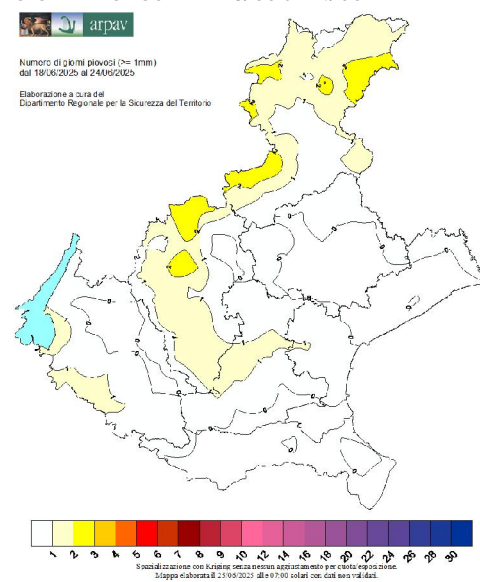 arpav
Numero di giorni piovosi (>= 1mm)
dal 18/06/2025 al 24/06/2025
Elaborazione a cura del
Dipartimento Regionale per la Sicurezza del Territorio
1 2 3 4 5 6 7 8 9 10 12 14 16 18 20 22 24 26 28 30
Spazializzazione con Kriging senza nessun aggiustamento per quota/esposizione.
Mappa elaborata il 25/06/2025 alle 07:00 solari con dati non validati.